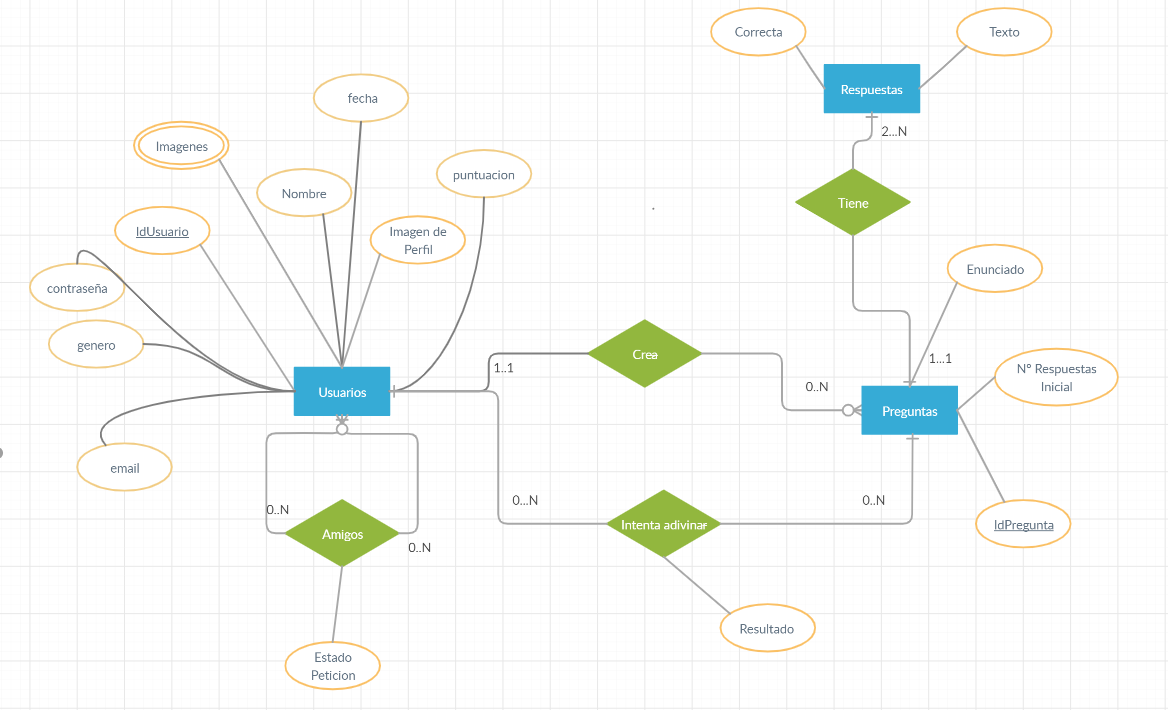 Correcta
Texto
Respuestas
2...N
Tiene
fecha
Imagenes
puntuacion
Nombre
IdUsuario
Imagen de
Perfil
contraseña
genero
Enunciado
Crea
1..1
1...1
Nº Respuestas
Inicial
0..N
Usuarios
Preguntas
email
0...N
0..N
0..N
Intenta adivinar
IdPregunta
Amigos
0..N
Resultado
Estado
Peticion